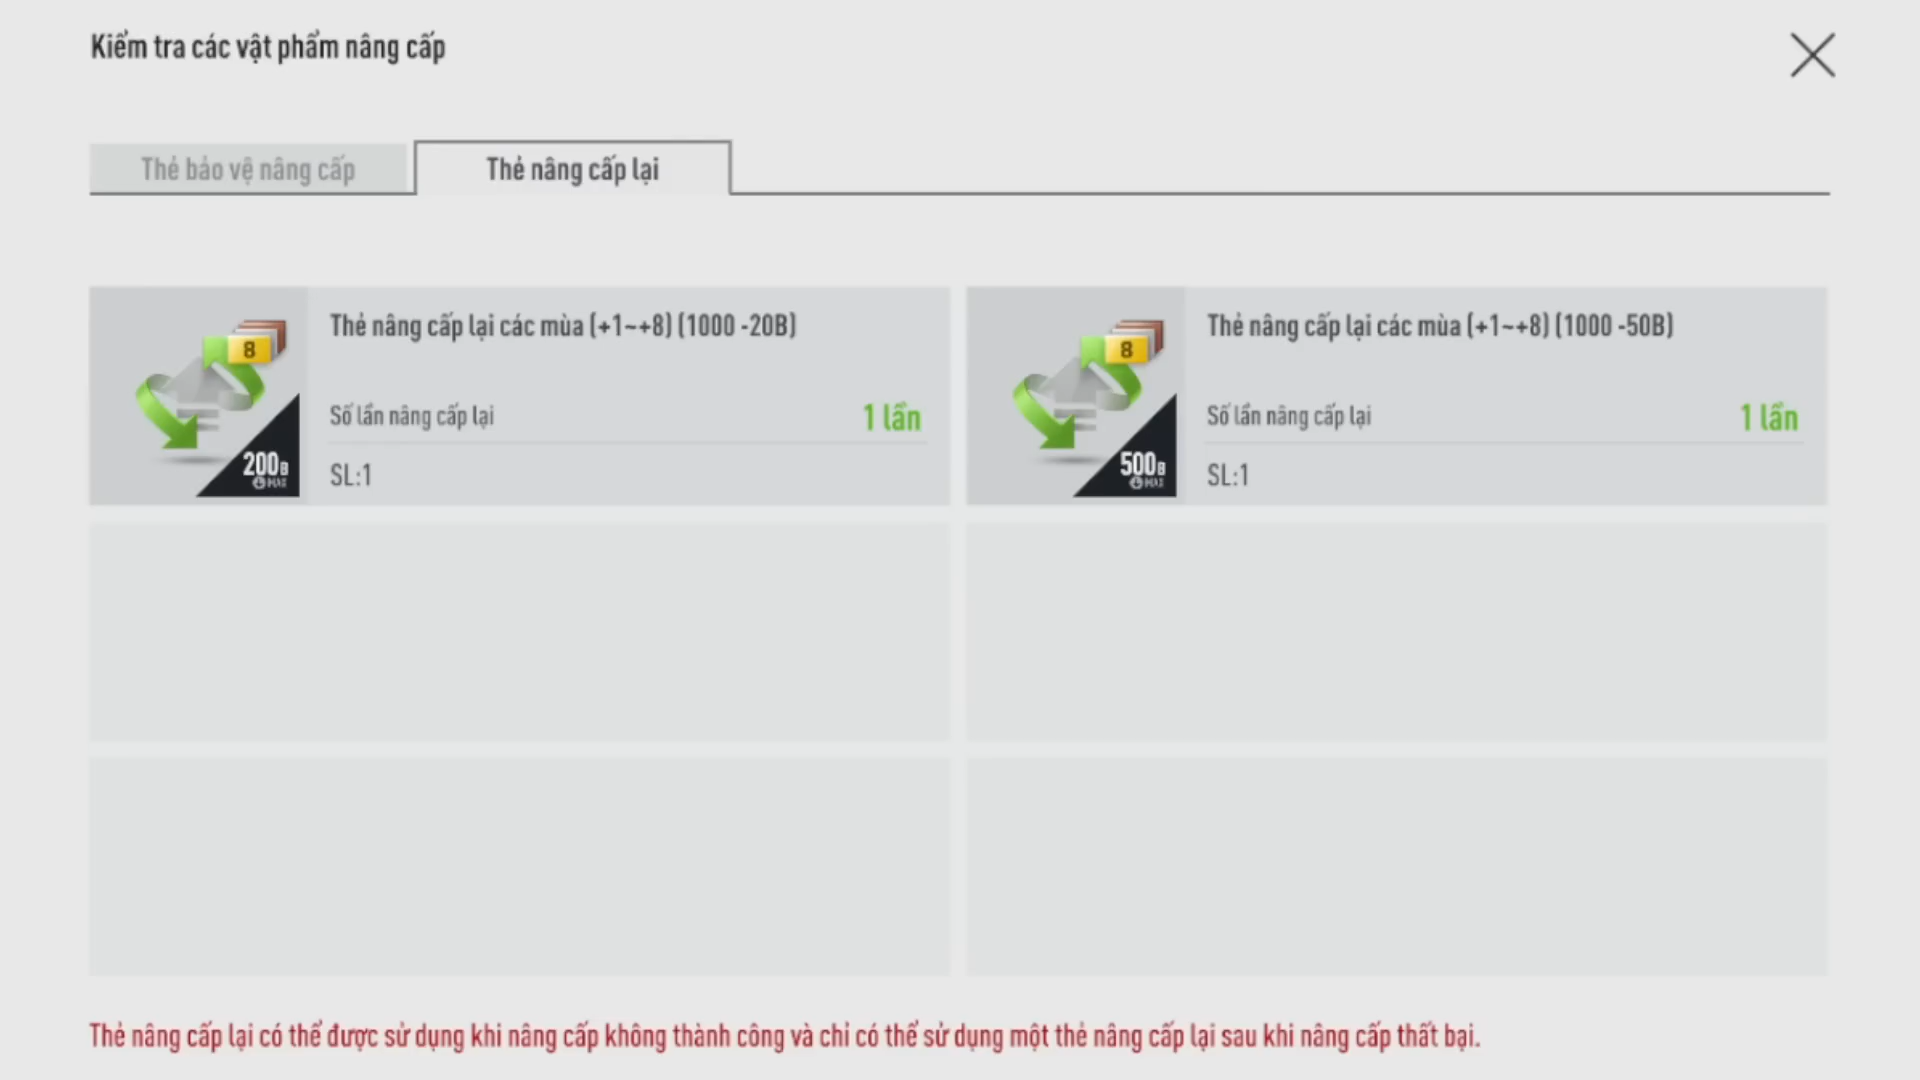 Kiểm tra các vật phẩm nâng cấp
Thẻ bảo vệ nâng cấp
Thẻ nâng cấp lại
Thẻ nâng cấp lại các mùa (+1~+8) (1000 -20B)
8
Số lần nâng cấp lại
1 lần
200B
MAX
SL:1
Thẻ nâng cấp lại các mùa (+1~+8) (1000 -50B)
8
Số lần nâng cấp lại
1 lần
500B
MAX
SL:1
Thẻ nâng cấp lại có thể được sử dụng khi nâng cấp không thành công và chỉ có thể sử dụng một thẻ nâng cấp lại sau khi nâng cấp thất bại.